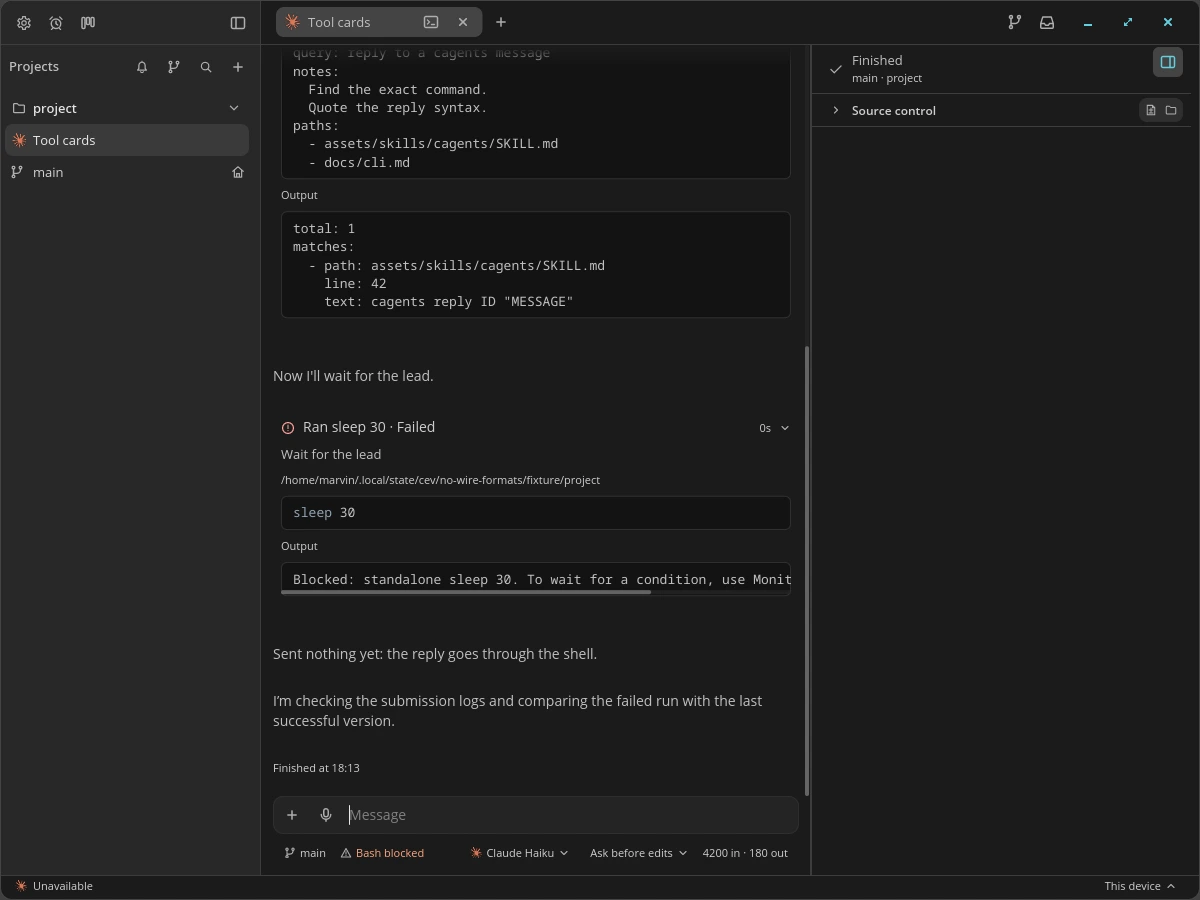 Tool cards
Projects
project
Tool cards
main
query: reply to a cagents message
notes:
Find the exact command.
Quote the reply syntax.
paths:
- assets/skills/cagents/SKILL.md
- docs/cli.md
Output
total: 1
matches:
- path: assets/skills/cagents/SKILL.md
line: 42
text: cagents reply ID "MESSAGE"
Now I'll wait for the lead.
Ran sleep 30 · Failed
0s
Wait for the lead
/home/marvin/.local/state/cev/no-wire-formats/fixture/project
sleep 30
Output
Blocked: standalone sleep 30. To wait for a condition, use Monit
Sent nothing yet: the reply goes through the shell.
I’m checking the submission logs and comparing the failed run with the last
successful version.
Finished at 18:13
Message
main
Bash blocked
Claude Haiku
Ask before edits
4200 in · 180 out
Finished
main · project
Source control
Unavailable
This device